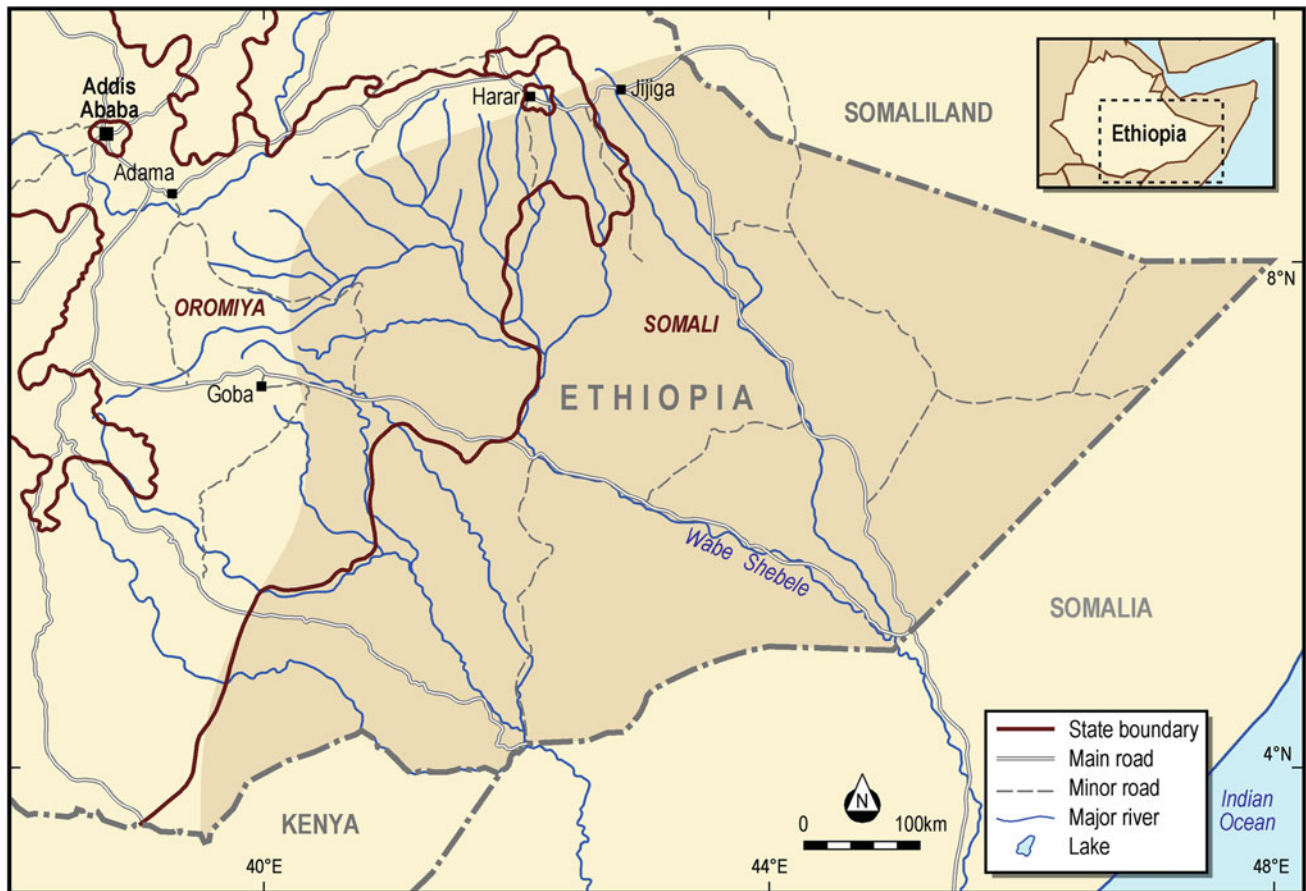 Addis
Ababa
Adama
Harar
Jijiga
SOMALILAND
Ethiopia
8°N
OROMIYA
SOMALI
Goba
ETHIOPIA
Wabe Shebele
SOMALIA
KENYA
N
0 100km
State boundary
Main road
Minor road
Major river
Lake
4°N
Indian
Ocean
40°E
44°E
48°E